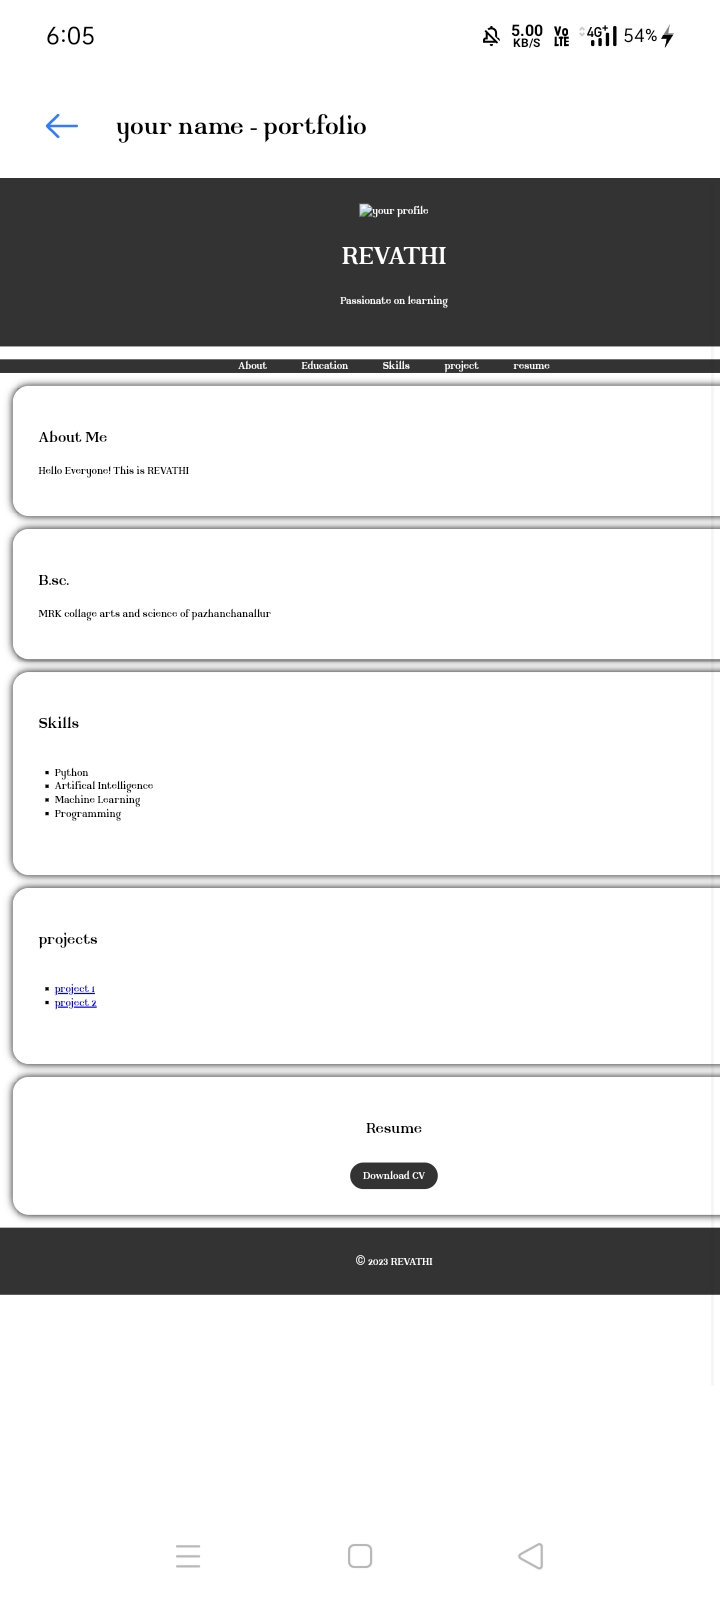 6:05 5.00 KB/S Vo LTE 4G+ 54%
your name - portfolio
your profile
REVATHI
Passionate on learning
About Education Skills project resume
About Me
Hello Everyone! This is REVATHI
B.sc.
MRK collage arts and science of pazhanchanallur
Skills
Python
Artifical Intelligence
Machine Learning
Programming
projects
project 1
project 2
Resume
Download CV
© 2023 REVATHI